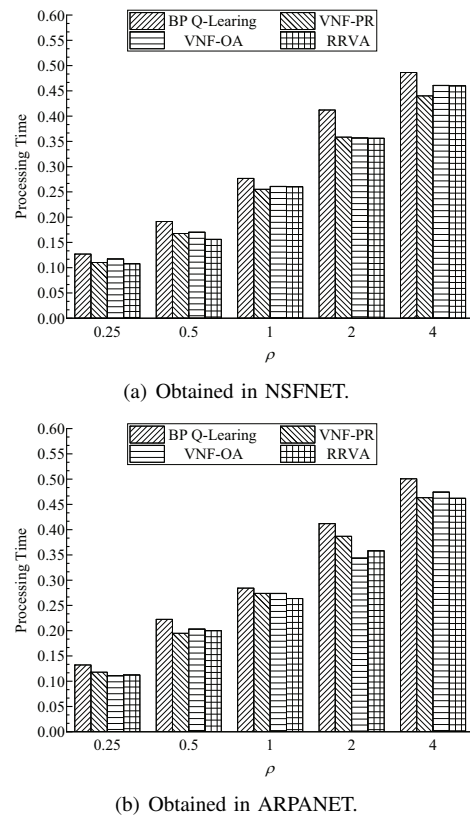 0.60
0.55
0.50
0.45
0.40
0.35
0.30
0.25
0.20
0.15
0.10
0.05
0.00
Processing Time
BP Q-Learing VNF-PR
VNF-OA RRVA
0.25 0.5 1 2 4
ρ
(a) Obtained in NSFNET.
0.60
0.55
0.50
0.45
0.40
0.35
0.30
0.25
0.20
0.15
0.10
0.05
0.00
Processing Time
BP Q-Learing VNF-PR
VNF-OA RRVA
0.25 0.5 1 2 4
ρ
(b) Obtained in ARPANET.